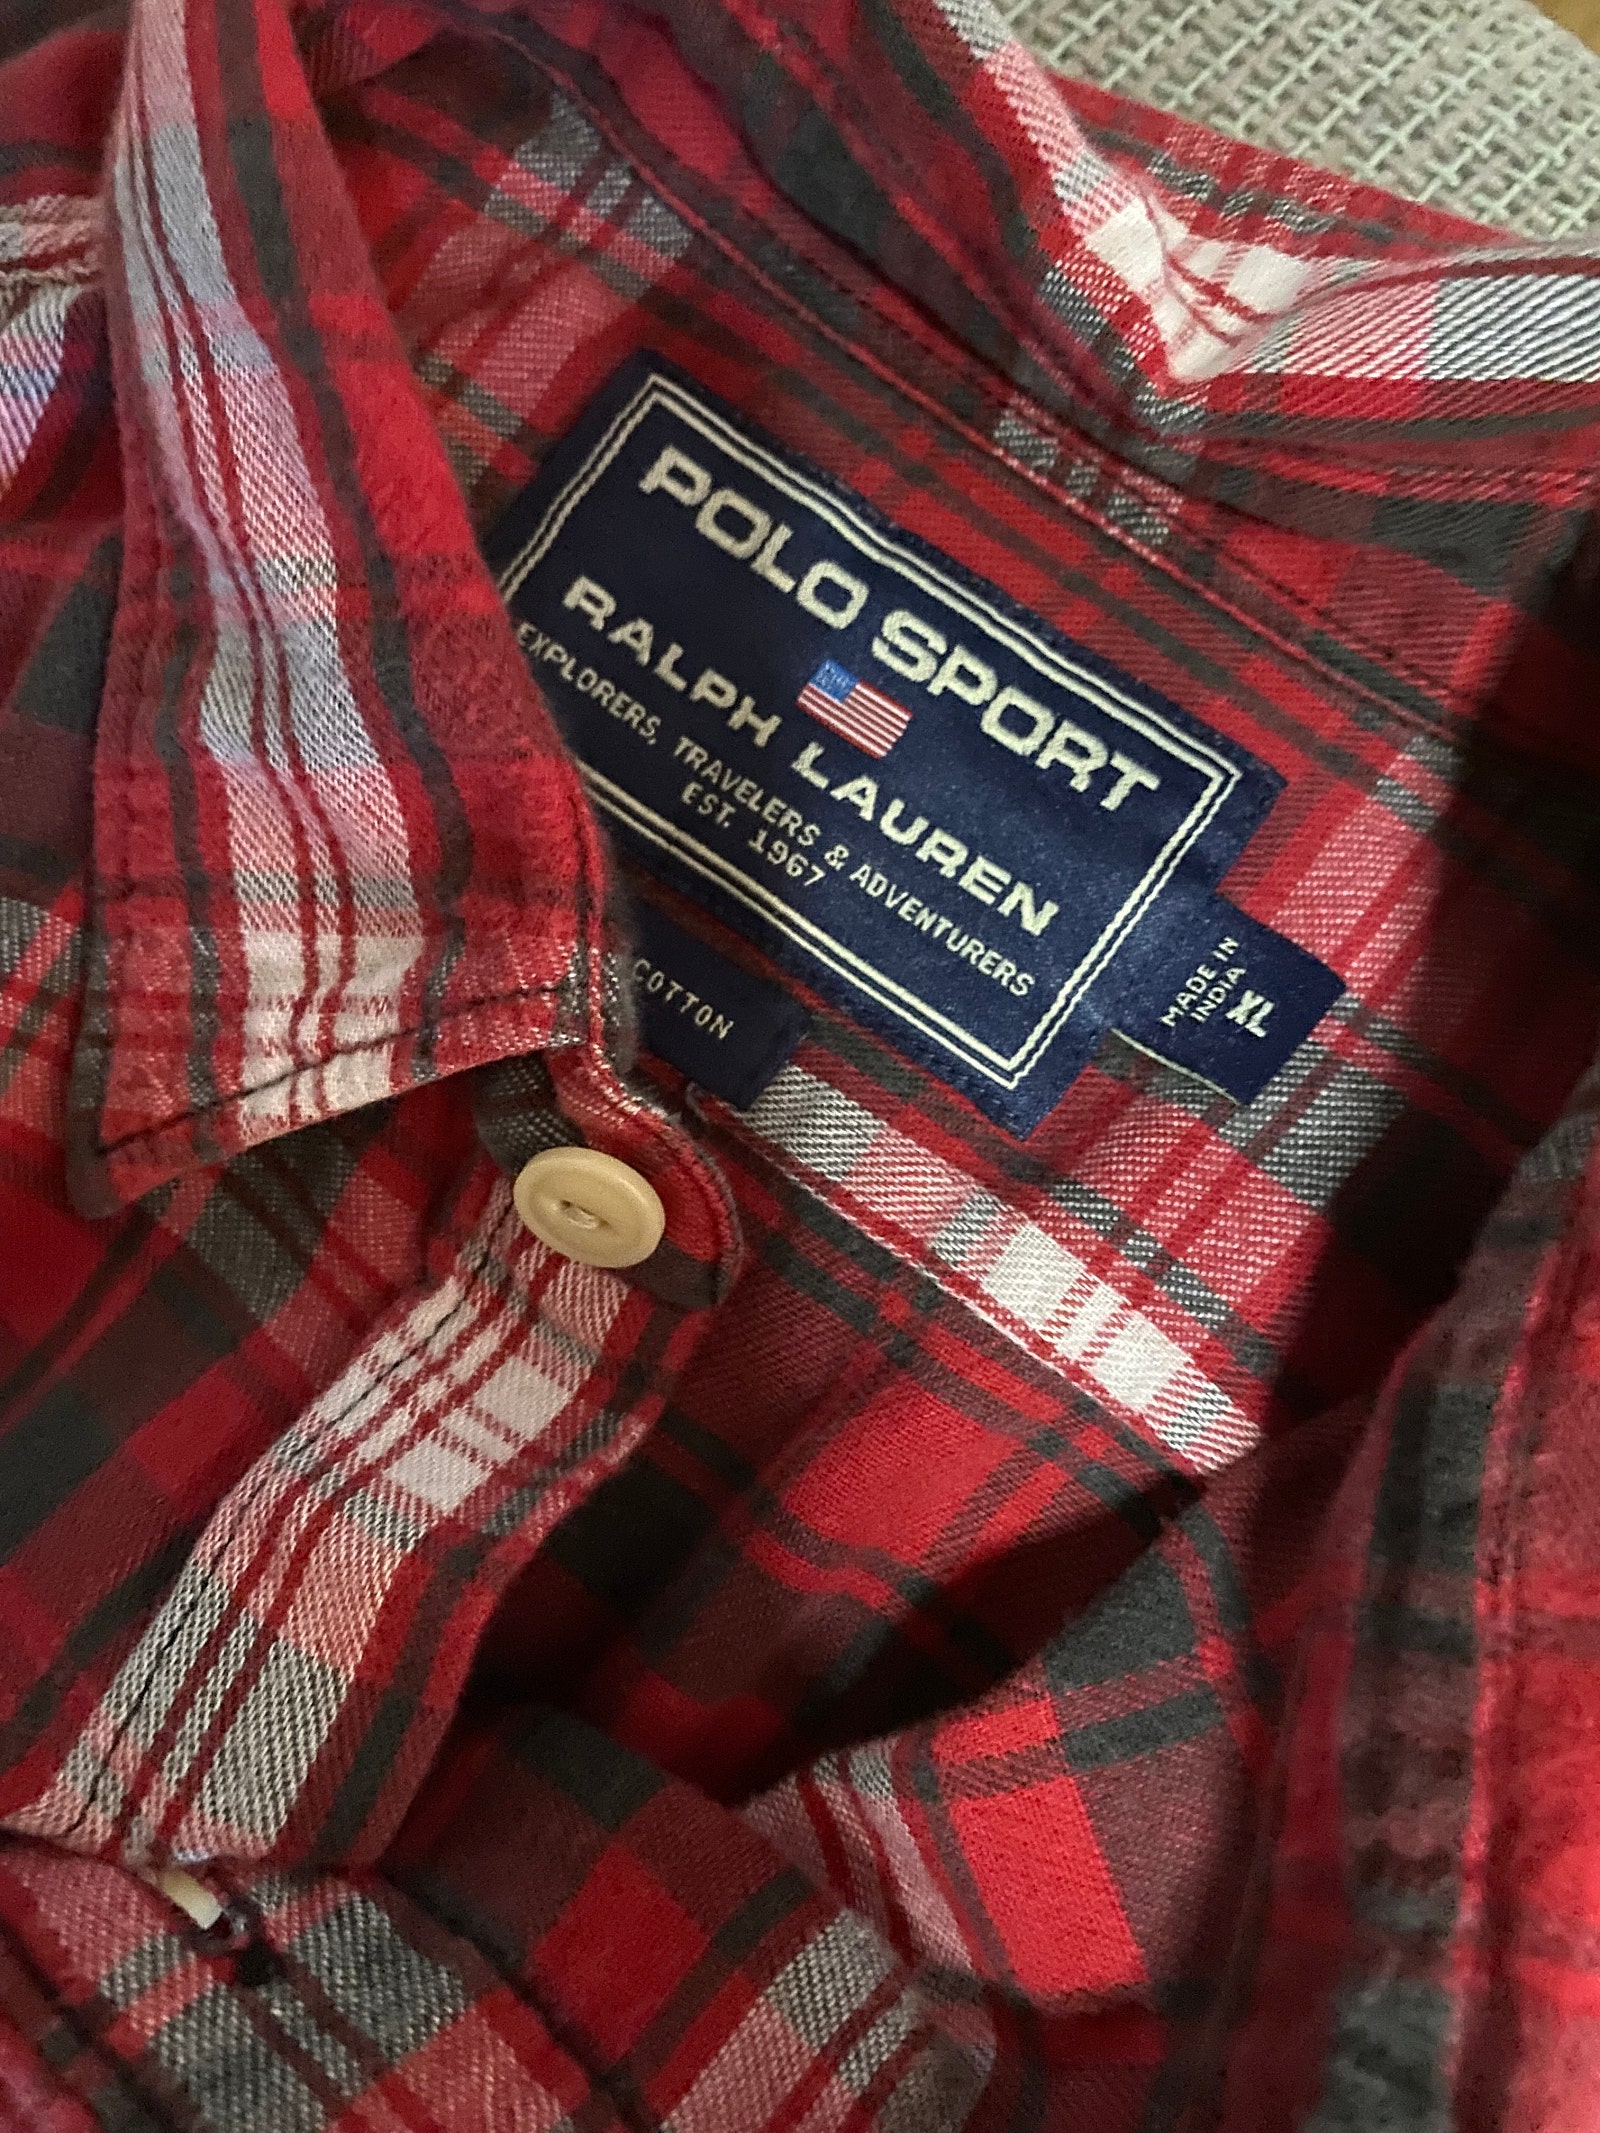 POLO SPORT
RALPH LAUREN
EXPLORERS, TRAVELERS & ADVENTURERS
EST. 1967
COTTON
MADE IN
INDIA
XL